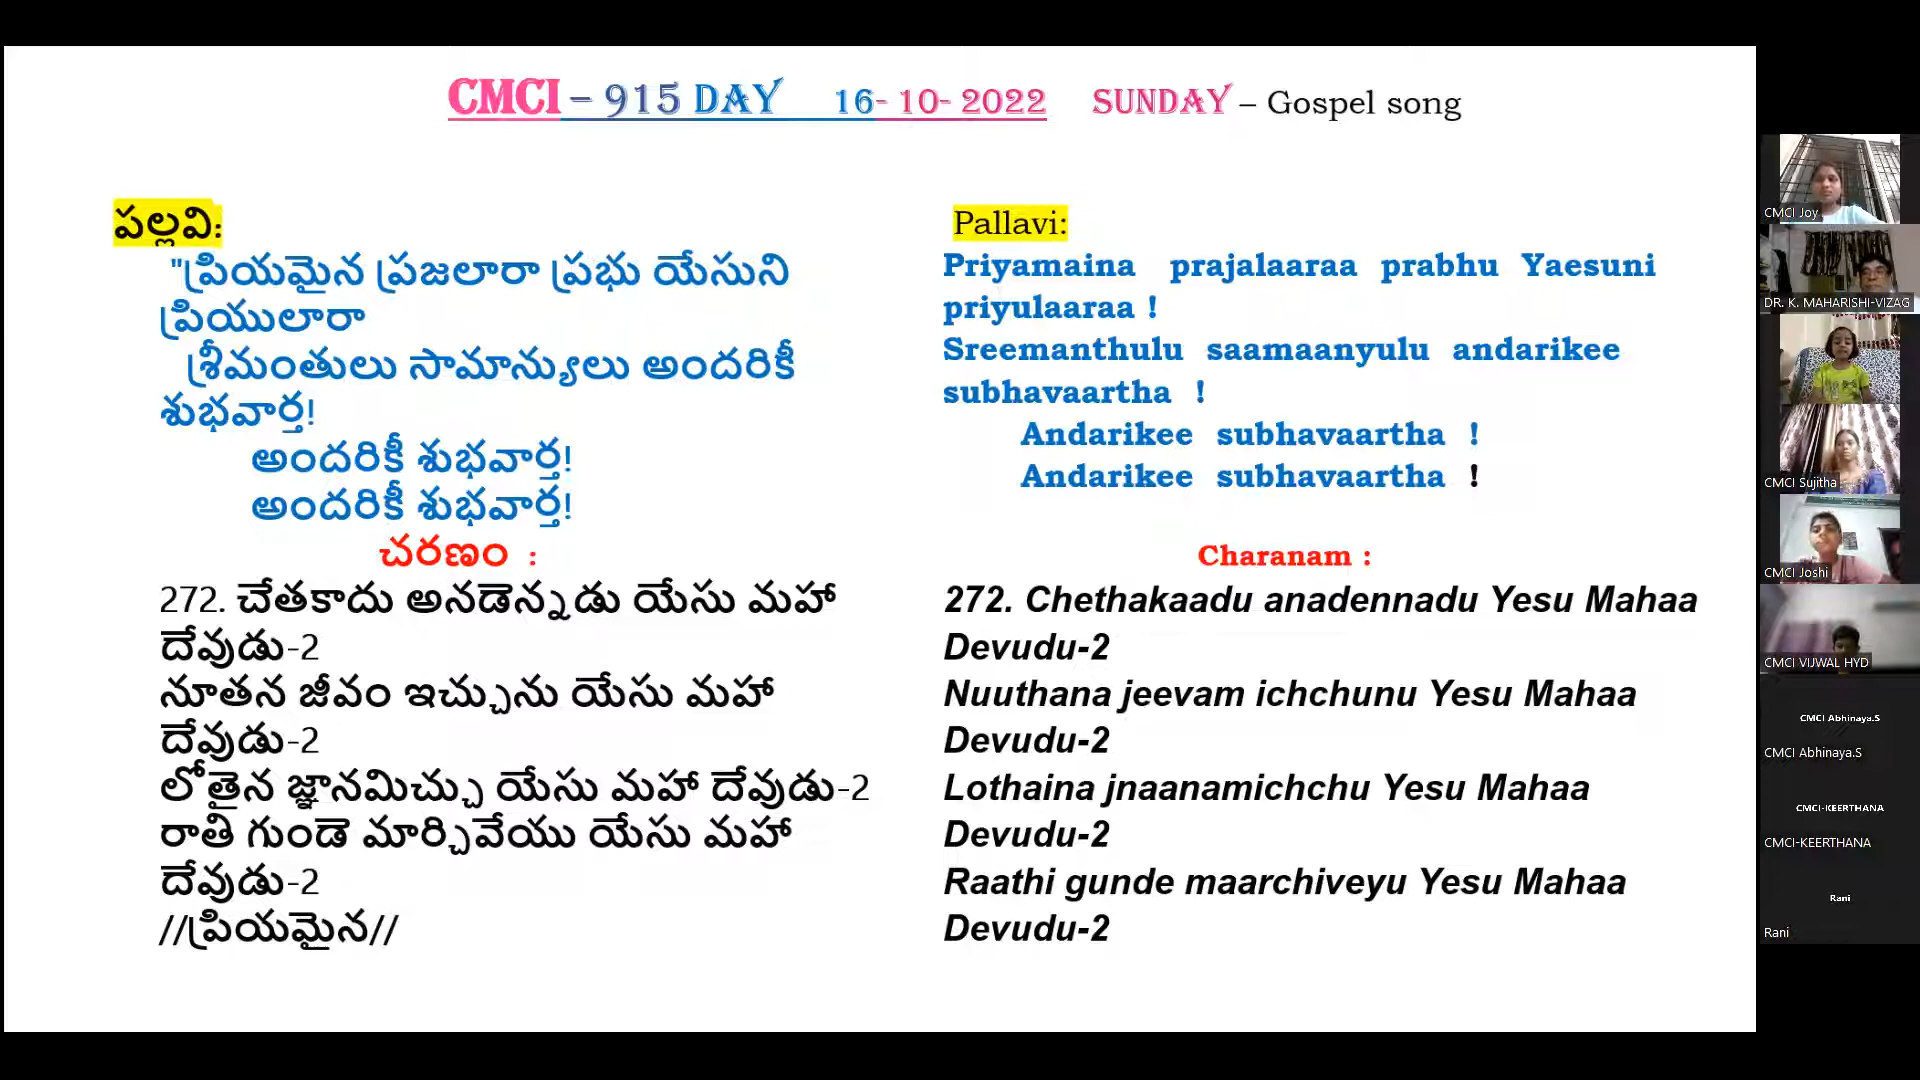 CMCI – 915 DAY 16- 10- 2022 SUNDAY – Gospel song
పల్లవి:
"ప్రియమైన ప్రజలారా ప్రభు యేసుని
ప్రియులారా
శ్రీమంతులు సామాన్యులు అందరికీ
శుభవార్త!
అందరికీ శుభవార్త!
అందరికీ శుభవార్త!
చరణం :
272. చేతకాదు అనడెన్నడు యేసు మహా
దేవుడు-2
నూతన జీవం ఇచ్చును యేసు మహా
దేవుడు-2
లోతైన జ్ఞానమిచ్చు యేసు మహా దేవుడు-2
రాతి గుండె మార్చివేయు యేసు మహా
దేవుడు-2
//ప్రియమైన//
Pallavi:
Priyamaina prajalaaraa prabhu Yaesuni
priyulaaraa !
Sreemanthulu saamaanyulu andarikee
subhavaartha !
Andarikee subhavaartha !
Andarikee subhavaartha !
Charanam :
272. Chethakaadu anadennadu Yesu Mahaa
Devudu-2
Nuuthana jeevam ichchunu Yesu Mahaa
Devudu-2
Lothaina jnaanamichchu Yesu Mahaa
Devudu-2
Raathi gunde maarchiveyu Yesu Mahaa
Devudu-2
CMCI Joy
DR. K. MAHARISHI-VIZAG
CMCI Sujitha
CMCI Joshi
CMCI VIJWAL HYD
CMCI Abhinaya.S
CMCI Abhinaya.S
CMCI-KEERTHANA
CMCI-KEERTHANA
Rani
Rani